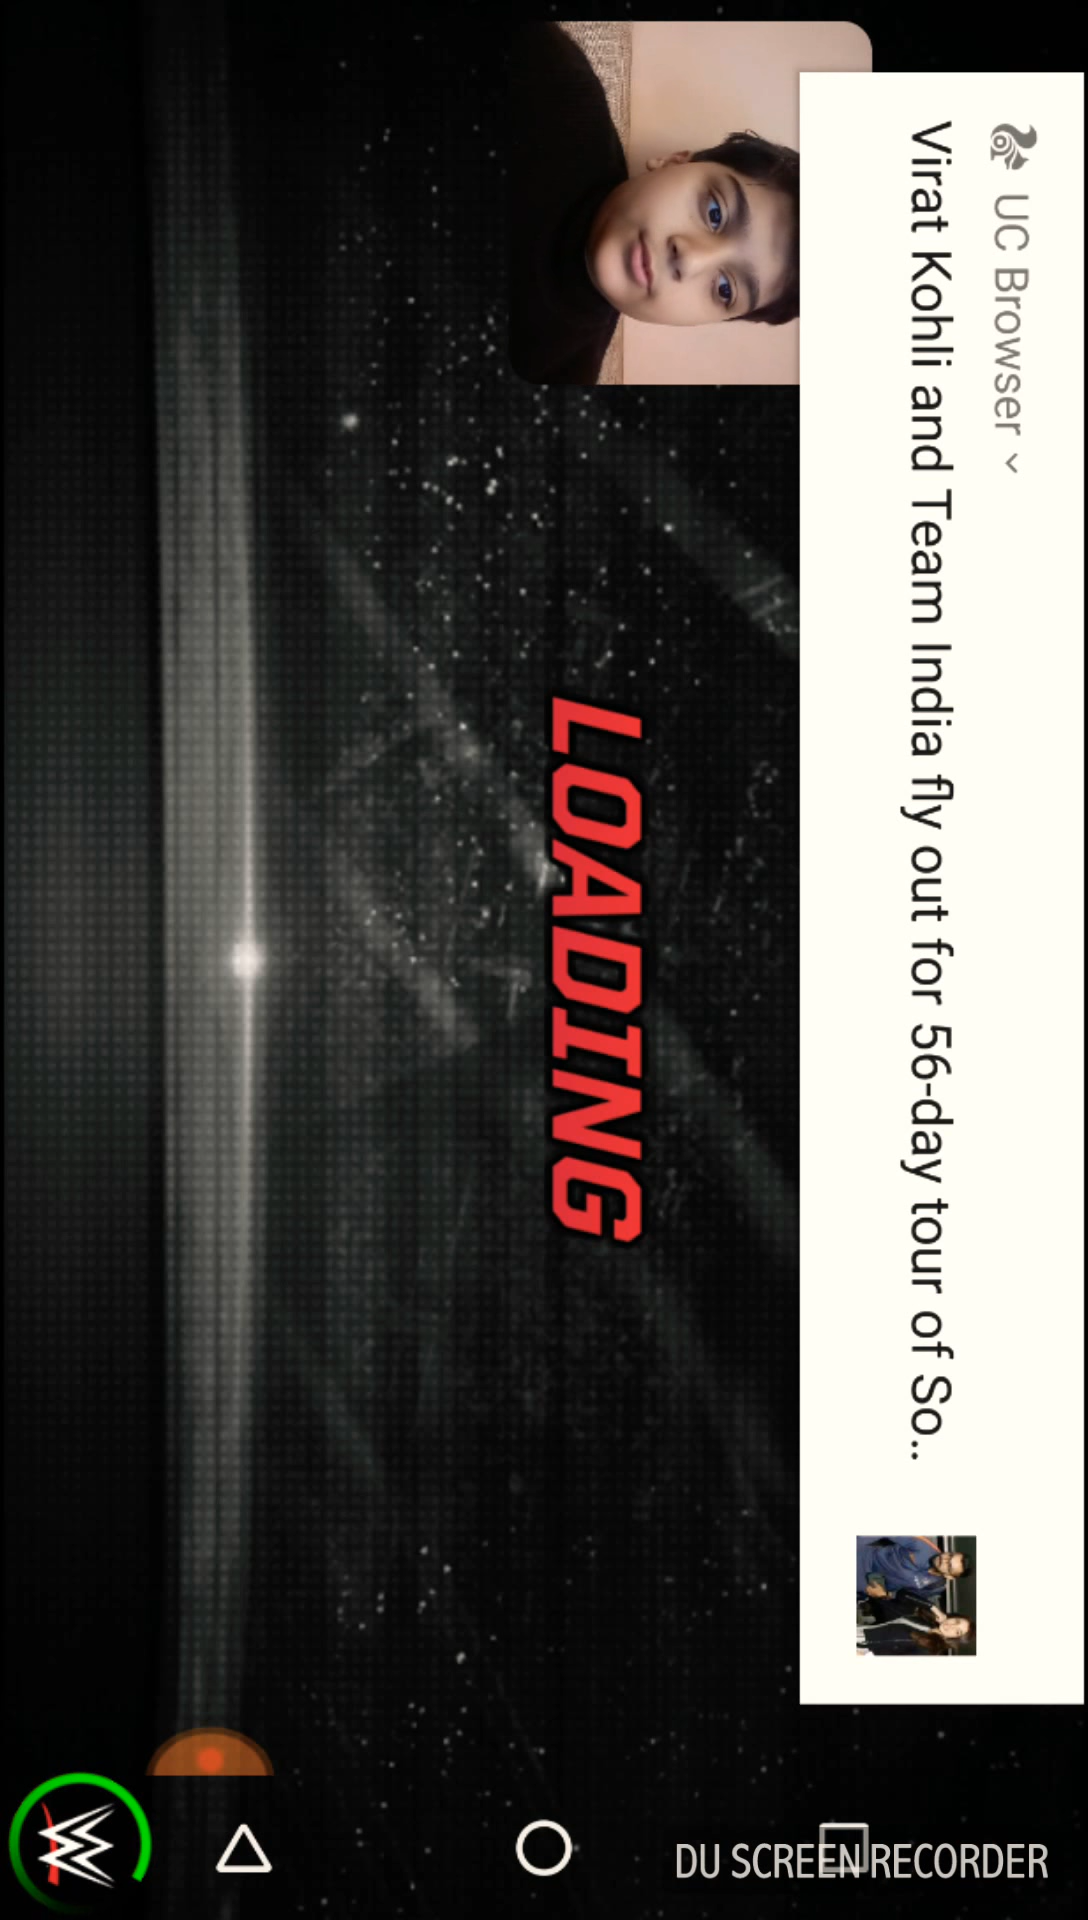 UC Browser
Virat Kohli and Team India fly out for 56-day tour of So..
LOADING
DU SCREEN RECORDER